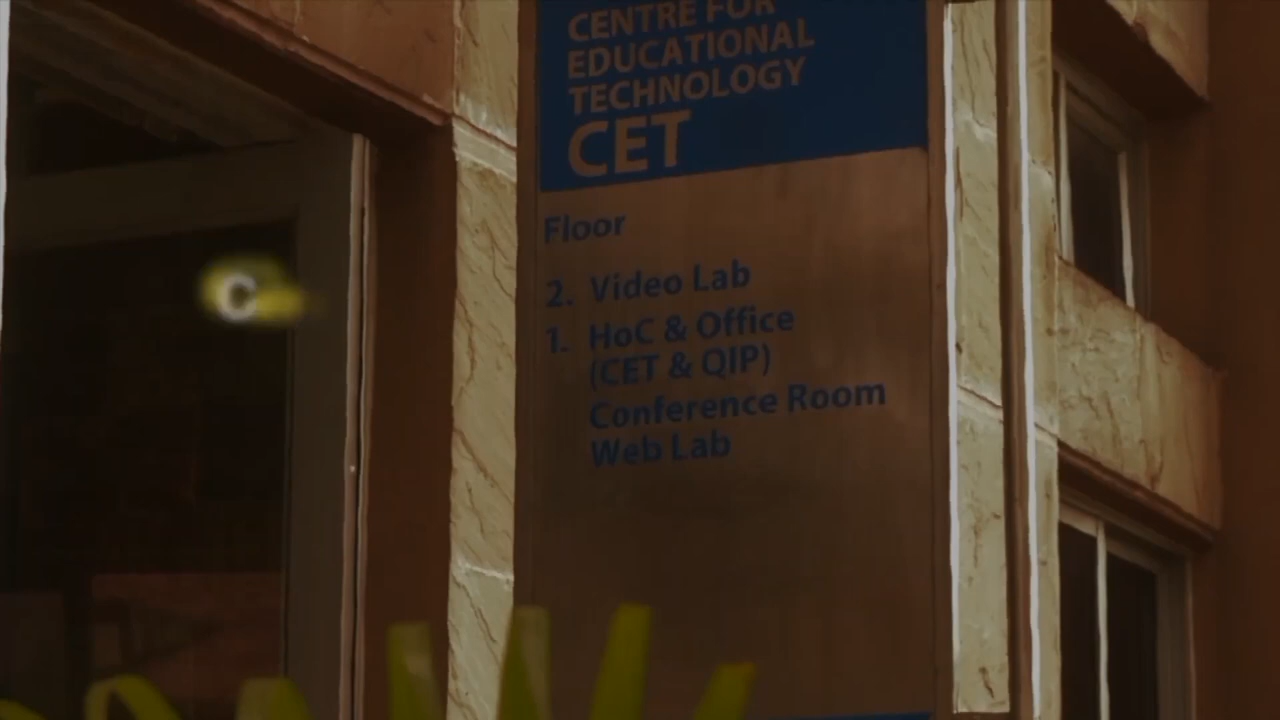 CENTRE FOR
EDUCATIONAL
TECHNOLOGY
CET
Floor
2. Video Lab
1. HoC & Office
(CET & QIP)
Conference Room
Web Lab
C